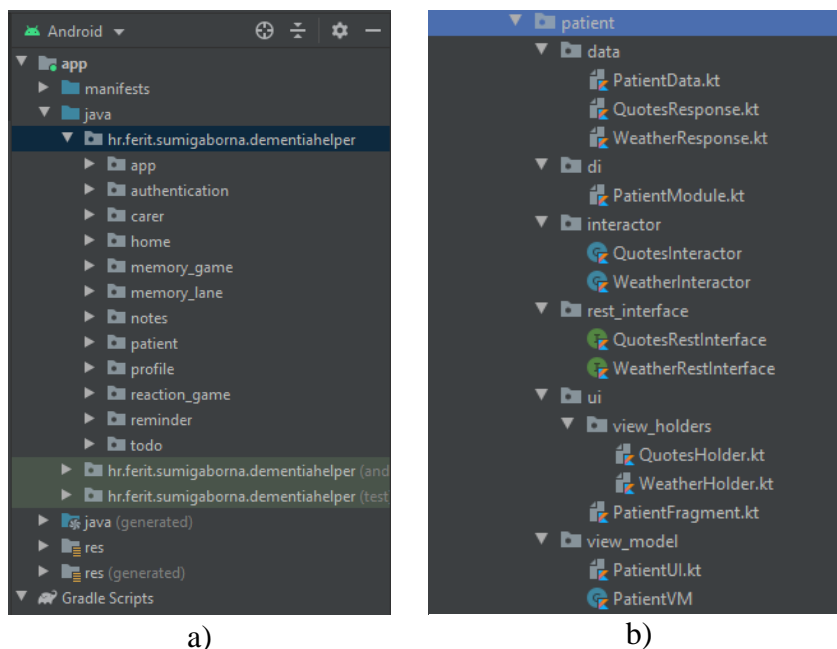 Android
app
manifests
java
hr.ferit.sumigaborna.dementiahelper
app
authentication
carer
home
memory_game
memory_lane
notes
patient
profile
reaction_game
reminder
todo
hr.ferit.sumigaborna.dementiahelper (and
hr.ferit.sumigaborna.dementiahelper (test
java (generated)
res
res (generated)
Gradle Scripts
a)
patient
data
PatientData.kt
QuotesResponse.kt
WeatherResponse.kt
di
PatientModule.kt
interactor
QuotesInteractor
WeatherInteractor
rest_interface
QuotesRestInterface
WeatherRestInterface
ui
view_holders
QuotesHolder.kt
WeatherHolder.kt
PatientFragment.kt
view_model
PatientUI.kt
PatientVM
b)